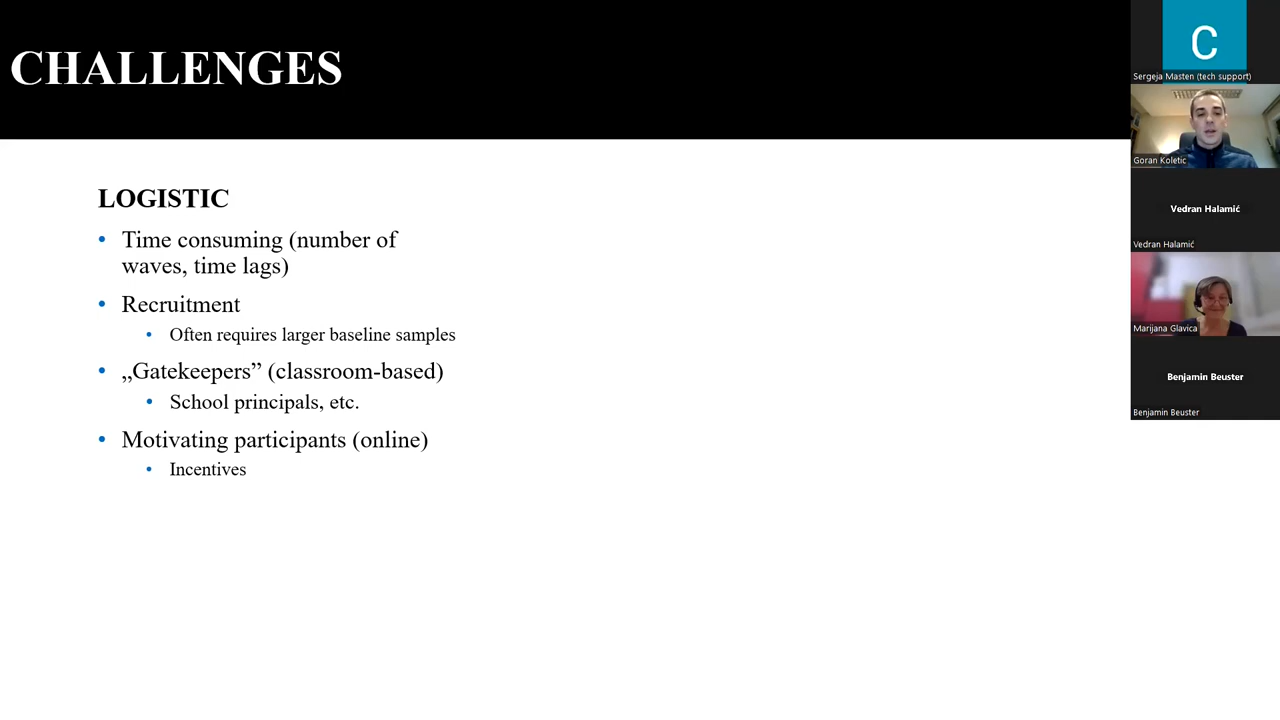 CHALLENGES
LOGISTIC
• Time consuming (number of
waves, time lags)
• Recruitment
• Often requires larger baseline samples
• „Gatekeepers” (classroom-based)
• School principals, etc.
• Motivating participants (online)
• Incentives
C
Sergeja Masten (tech support)
Goran Koletic
Vedran Halamić
Vedran Halamić
Marijana Glavica
Benjamin Beuster
Benjamin Beuster